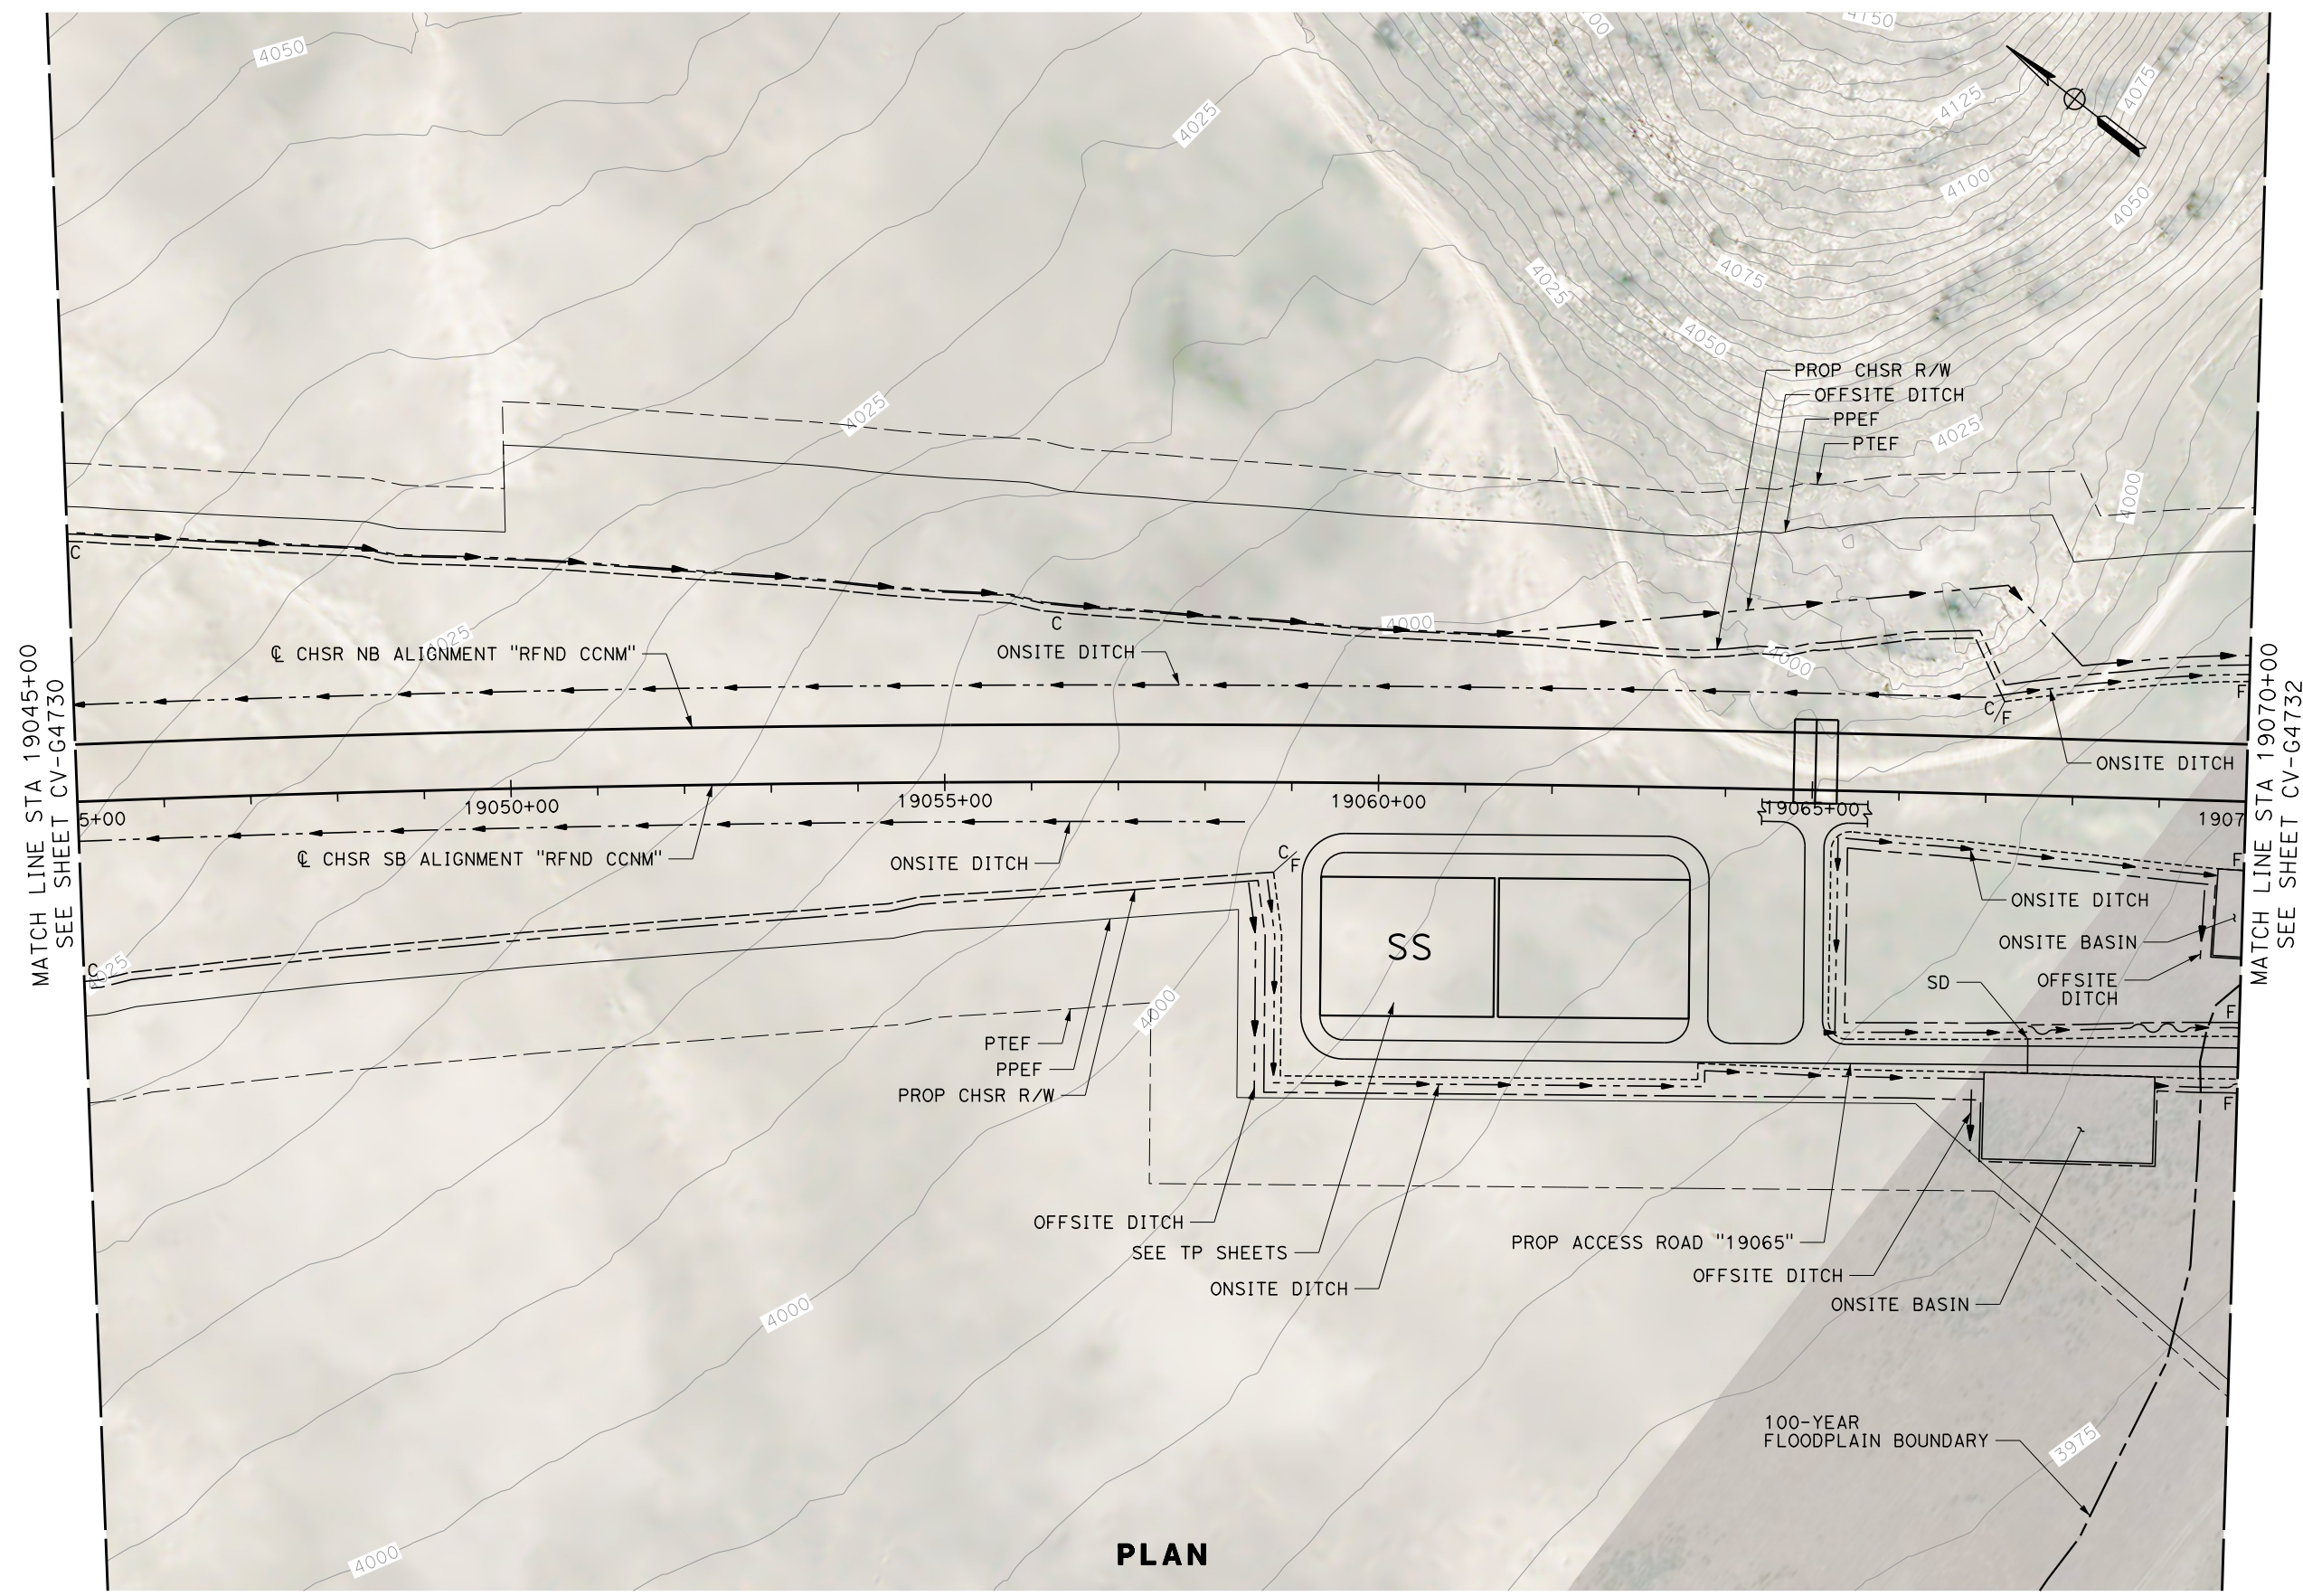 4050
4025
4150
4125
4075
4100
4050
4025
4075
4050
4025
4025
4000
PROP CHSR R/W
OFFSITE DITCH
PPEF
PTEF
C
C
4000
4000
4025
℄ CHSR NB ALIGNMENT "RFND CCNM"
ONSITE DITCH
C/F
F
ONSITE DITCH
MATCH LINE STA 19045+00
SEE SHEET CV-G4730
MATCH LINE STA 19070+00
SEE SHEET CV-G4732
5+00
19050+00
19055+00
19060+00
19065+00
1907
℄ CHSR SB ALIGNMENT "RFND CCNM"
ONSITE DITCH
C/F
F
ONSITE DITCH
ONSITE BASIN
OFFSITE
DITCH
SD
SS
C
4025
F
F
4000
PTEF
PPEF
PROP CHSR R/W
OFFSITE DITCH
SEE TP SHEETS
ONSITE DITCH
PROP ACCESS ROAD "19065"
OFFSITE DITCH
ONSITE BASIN
4000
100-YEAR
FLOODPLAIN BOUNDARY
3975
4000
PLAN